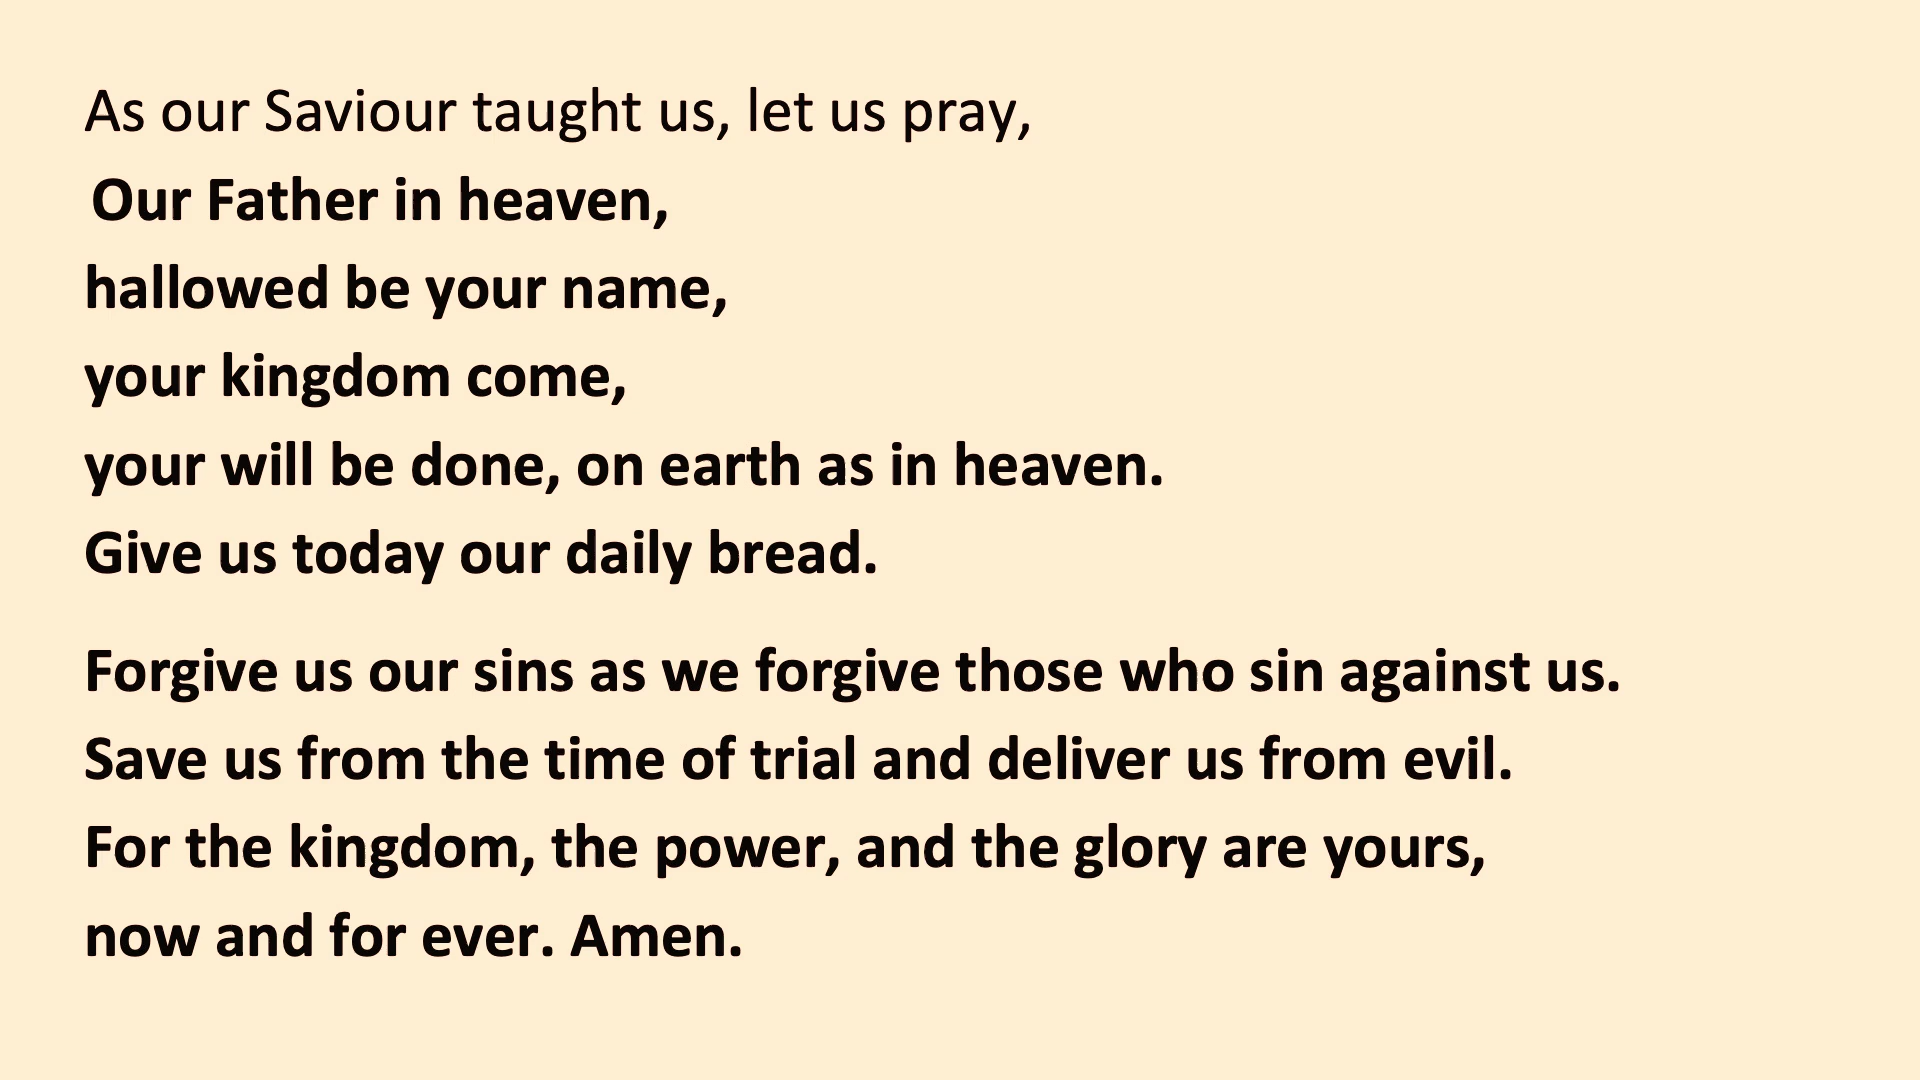 As our Saviour taught us, let us pray,
Our Father in heaven,
hallowed be your name,
your kingdom come,
your will be done, on earth as in heaven.
Give us today our daily bread.
Forgive us our sins as we forgive those who sin against us.
Save us from the time of trial and deliver us from evil.
For the kingdom, the power, and the glory are yours,
now and for ever. Amen.